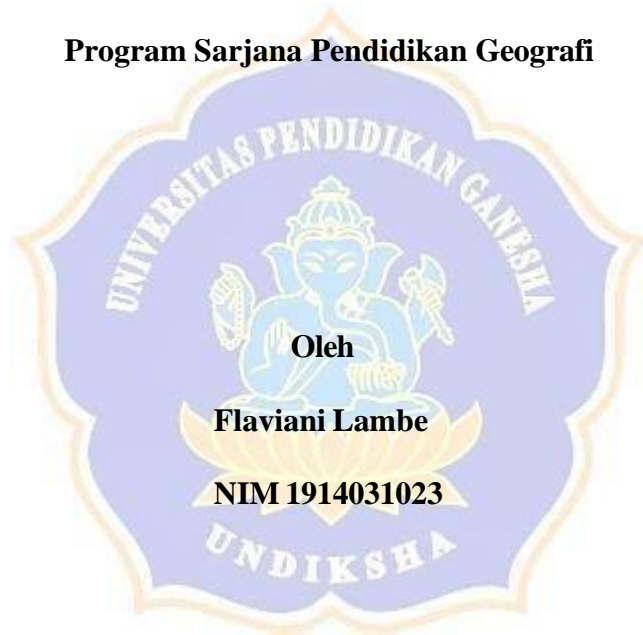 Program Sarjana Pendidikan Geografi
UNIVERSITAS PENDIDIKAN GANESHA
Oleh
Flaviani Lambe
NIM 1914031023
UNDIKSHA